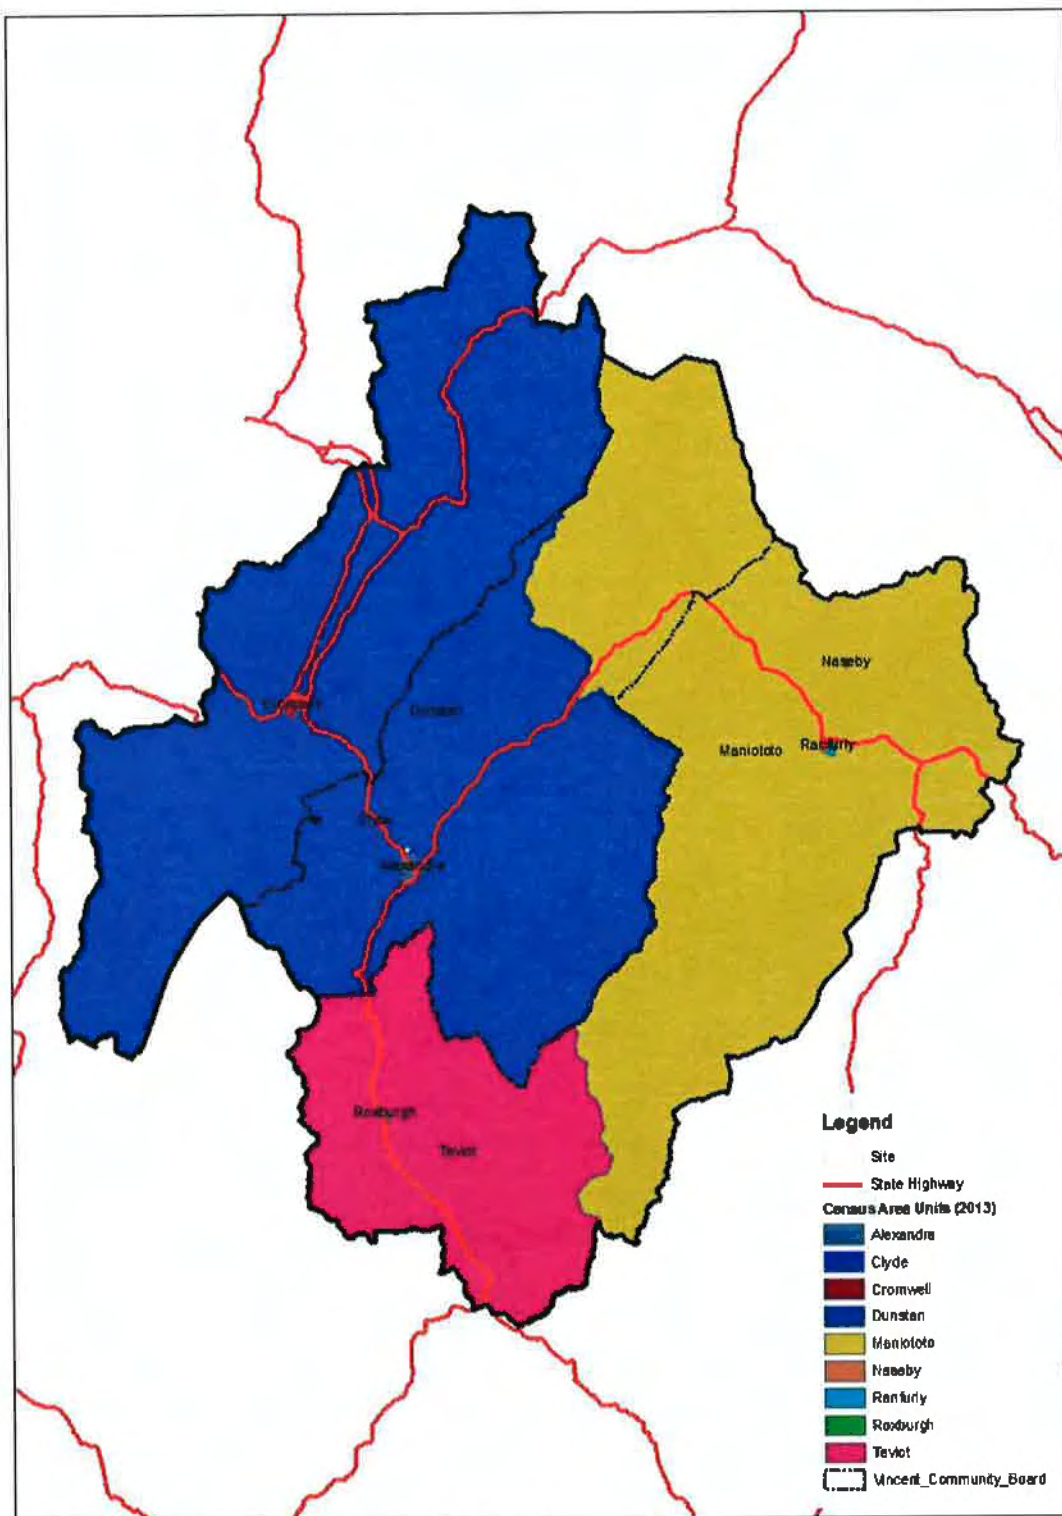 Naseby
Dunstan
Maniototo
Ranfurly
Roxburgh
Teviot
Legend
Site
State Highway
Census Area Units (2013)
Alexandra
Clyde
Cromwell
Dunstan
Maniototo
Naseby
Ranfurly
Roxburgh
Teviot
Vincent_Community_Board